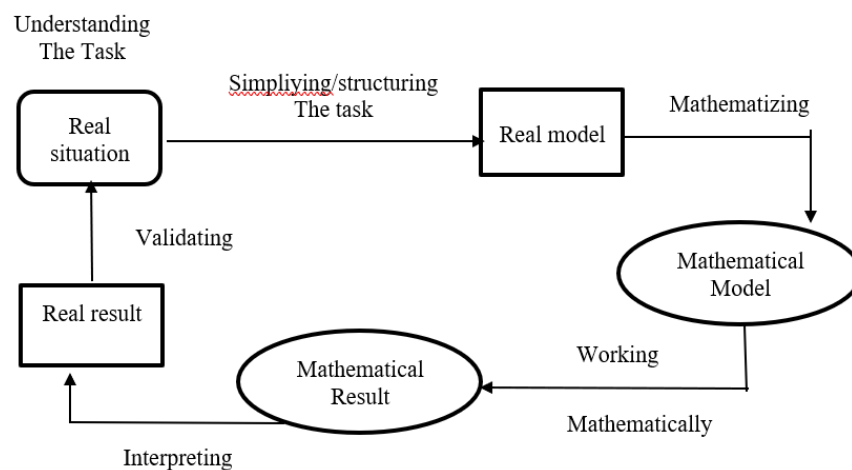 Understanding
The Task
Simpliying/structuring
The task
Real
situation
Real model
Mathematizing
Validating
Mathematical
Model
Real result
Working
Mathematical
Result
Mathematically
Interpreting